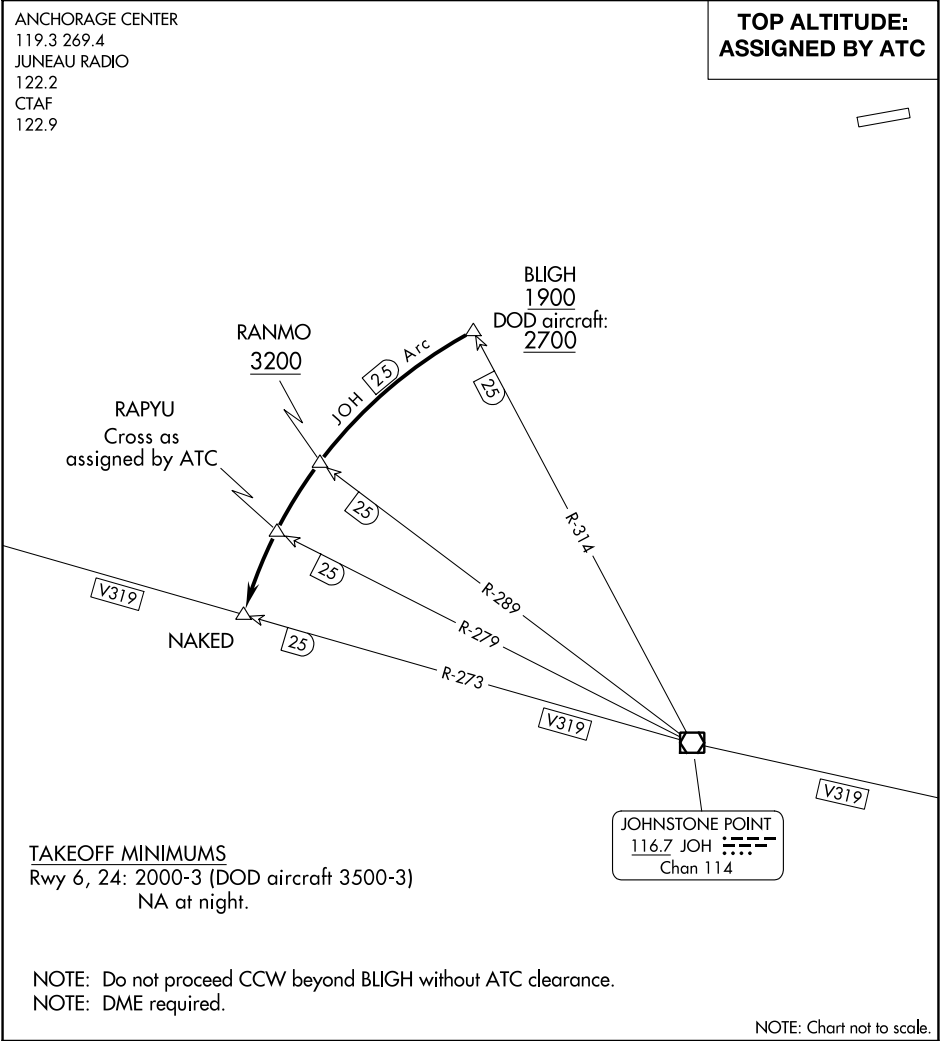 ANCHORAGE CENTER
119.3 269.4
JUNEAU RADIO
122.2
CTAF
122.9
TOP ALTITUDE:
ASSIGNED BY ATC
BLIGH
1900
DOD aircraft:
2700
RANMO
3200
JOH 25 Arc
25
RAPYU
Cross as
assigned by ATC
25
R-314
25
R-289
V319
NAKED
25
R-279
R-273
V319
V319
JOHNSTONE POINT
116.7 JOH
Chan 114
TAKEOFF MINIMUMS
Rwy 6, 24: 2000-3 (DOD aircraft 3500-3)
NA at night.
NOTE: Do not proceed CCW beyond BLIGH without ATC clearance.
NOTE: DME required.
NOTE: Chart not to scale.